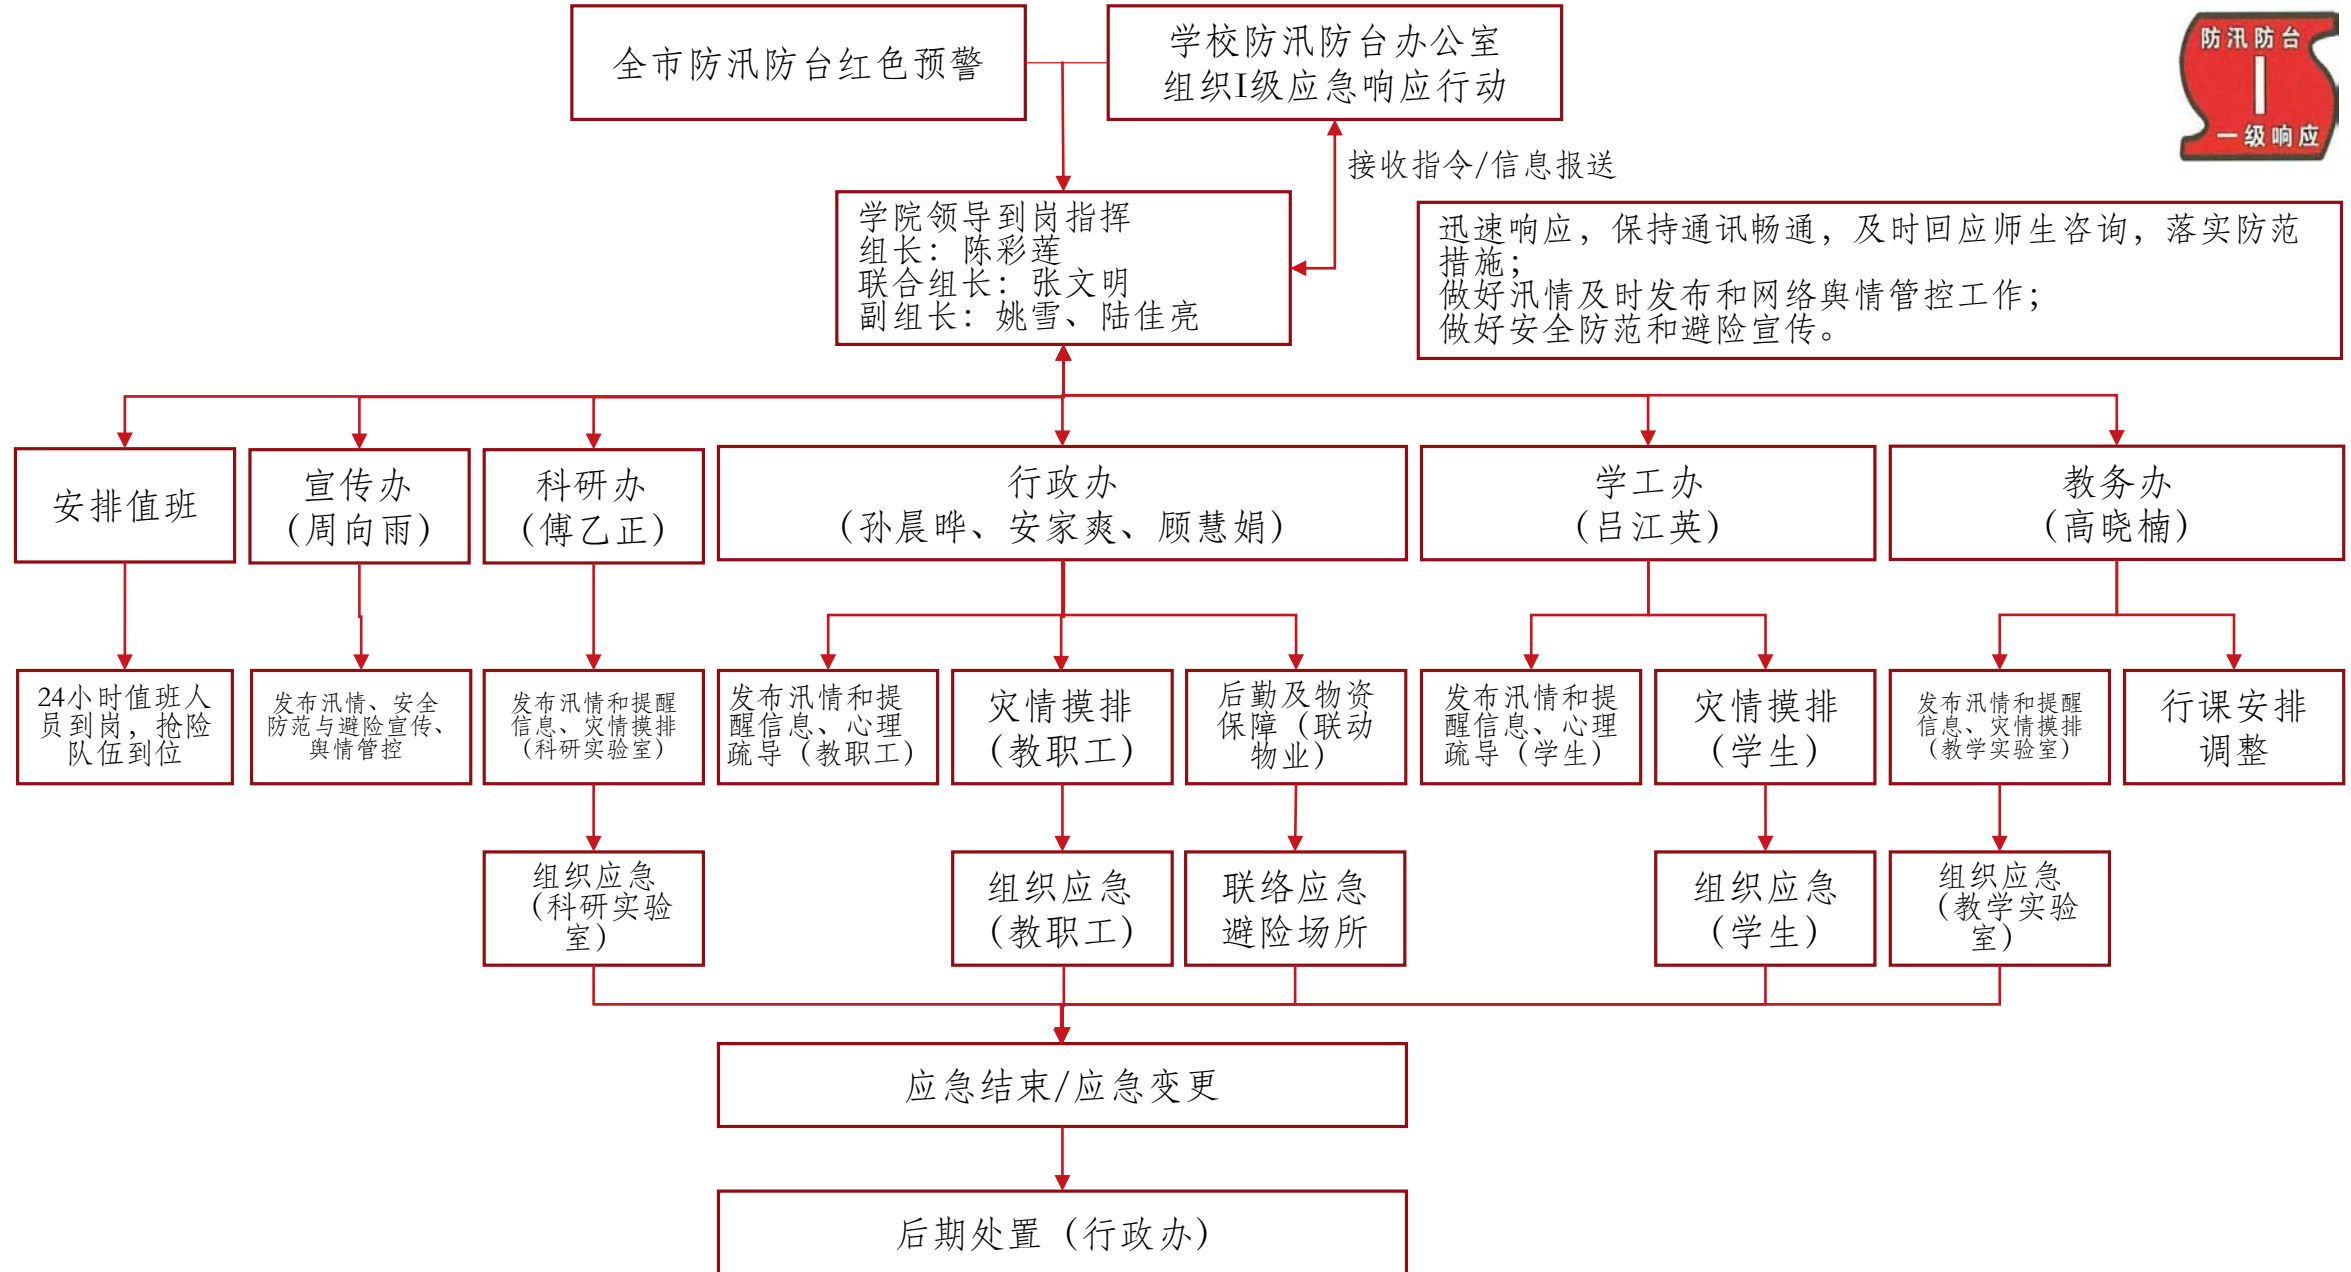 全市防汛防台红色预警
学校防汛防台办公室
组织I级应急响应行动
防汛防台
I
一级响应
接收指令/信息报送
学院领导到岗指挥
组长：陈彩莲
联合组长：张文明
副组长：姚雪、陆佳亮
迅速响应，保持通讯畅通，及时回应师生咨询，落实防范
措施；
做好汛情及时发布和网络舆情管控工作；
做好安全防范和避险宣传。
安排值班
宣传办
（周向雨）
科研办
（傅乙正）
行政办
（孙晨晔、安家爽、顾慧娟）
学工办
（吕江英）
教务办
（高晓楠）
24小时值班人
员到岗，抢险
队伍到位
发布汛情、安全
防范与避险宣传、
舆情管控
发布汛情和提醒
信息、灾情摸排
（科研实验室）
发布汛情和提
醒信息、心理
疏导（教职工）
灾情摸排
（教职工）
后勤及物资
保障（联动
物业）
发布汛情和提
醒信息、心理
疏导（学生）
灾情摸排
（学生）
发布汛情和提醒
信息、灾情摸排
（教学实验室）
行课安排
调整
组织应急
（科研实验
室）
组织应急
（教职工）
联络应急
避险场所
组织应急
（学生）
组织应急
（教学实验
室）
应急结束/应急变更
后期处置（行政办）